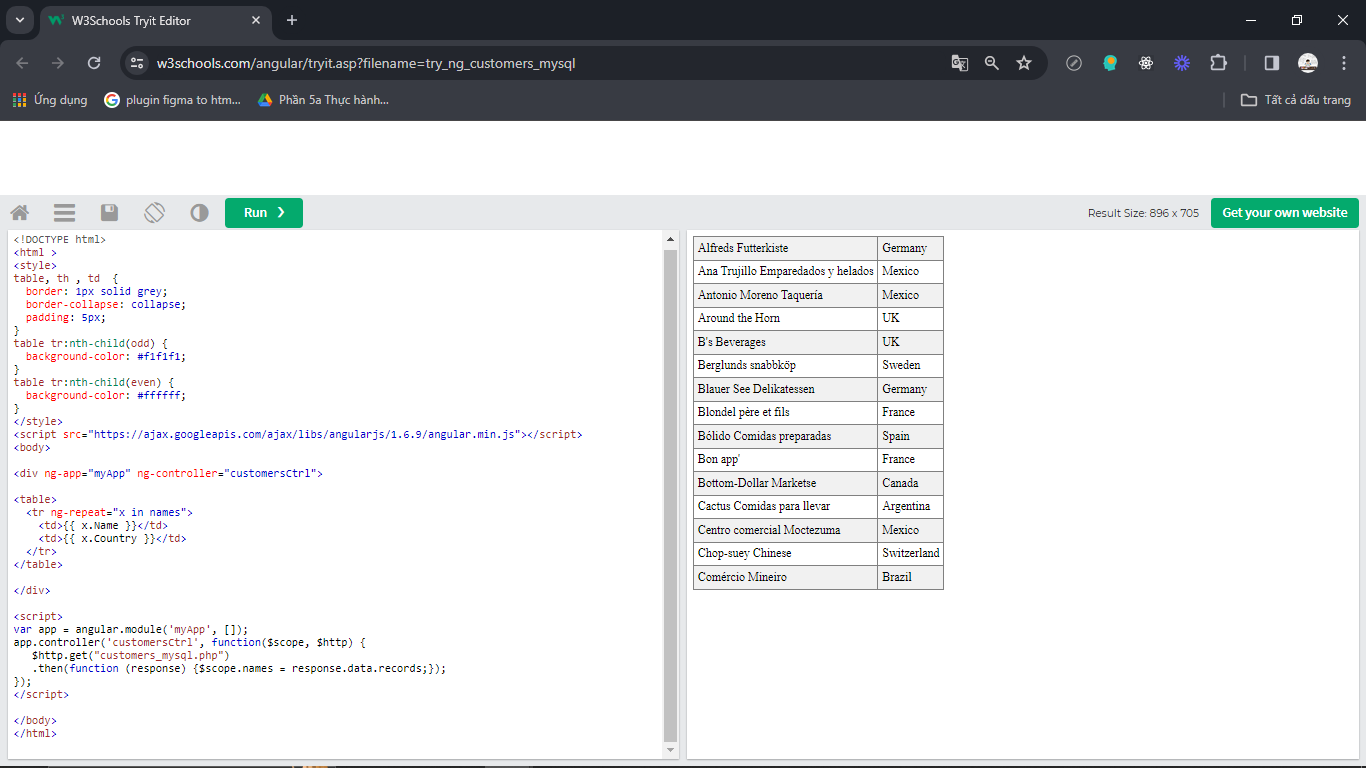 W3Schools Tryit Editor
w3schools.com/angular/tryit.asp?filename=try_ng_customers_mysql
Ứng dụng
plugin figma to htm...
Phần 5a Thực hành...
Tất cả dấu trang
Run ❯
Result Size: 896 x 705
Get your own website
<!DOCTYPE html>
<html >
<style>
table, th , td  {
  border: 1px solid grey;
  border-collapse: collapse;
  padding: 5px;
}
table tr:nth-child(odd) {
  background-color: #f1f1f1;
}
table tr:nth-child(even) {
  background-color: #ffffff;
}
</style>
<script src="https://ajax.googleapis.com/ajax/libs/angularjs/1.6.9/angular.min.js"></script>
<body>
<div ng-app="myApp" ng-controller="customersCtrl">
<table>
  <tr ng-repeat="x in names">
    <td>{{ x.Name }}</td>
    <td>{{ x.Country }}</td>
  </tr>
</table>
</div>
<script>
var app = angular.module('myApp', []);
app.controller('customersCtrl', function($scope, $http) {
   $http.get("customers_mysql.php")
   .then(function (response) {$scope.names = response.data.records;});
});
</script>
</body>
</html>
Alfreds Futterkiste Germany
Ana Trujillo Emparedados y helados Mexico
Antonio Moreno Taquería Mexico
Around the Horn UK
B's Beverages UK
Berglunds snabbköp Sweden
Blauer See Delikatessen Germany
Blondel père et fils France
Bólido Comidas preparadas Spain
Bon app' France
Bottom-Dollar Marketse Canada
Cactus Comidas para llevar Argentina
Centro comercial Moctezuma Mexico
Chop-suey Chinese Switzerland
Comércio Mineiro Brazil